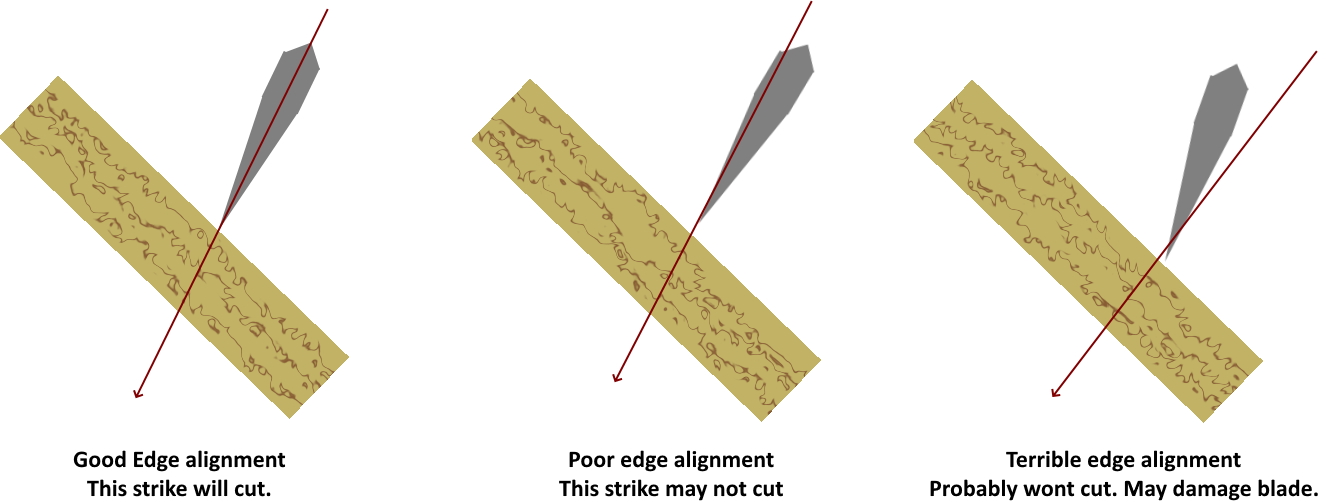 Good Edge alignment
This strike will cut.
Poor edge alignment
This strike may not cut
Terrible edge alignment
Probably wont cut. May damage blade.